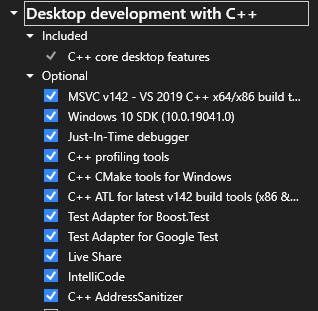 Desktop development with C++
Included
C++ core desktop features
Optional
MSVC v142 - VS 2019 C++ x64/x86 build t...
Windows 10 SDK (10.0.19041.0)
Just-In-Time debugger
C++ profiling tools
C++ CMake tools for Windows
C++ ATL for latest v142 build tools (x86 &...
Test Adapter for Boost.Test
Test Adapter for Google Test
Live Share
IntelliCode
C++ AddressSanitizer